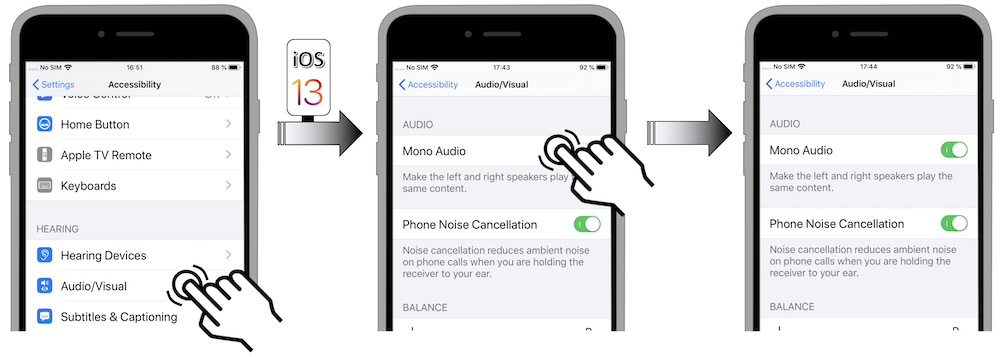 .... No SIM 16:51 88 %
Settings Accessibility
Voice Control
Home Button
Apple TV Remote
Keyboards
HEARING
Hearing Devices
Audio/Visual
Subtitles & Captioning
iOS
13
.... No SIM 17:43 92 %
Accessibility Audio/Visual
AUDIO
Mono Audio
Make the left and right speakers play the
same content.
Phone Noise Cancellation
Noise cancellation reduces ambient noise
on phone calls when you are holding the
receiver to your ear.
BALANCE
.... No SIM 17:44 92 %
Accessibility Audio/Visual
AUDIO
Mono Audio
Make the left and right speakers play the
same content.
Phone Noise Cancellation
Noise cancellation reduces ambient noise
on phone calls when you are holding the
receiver to your ear.
BALANCE